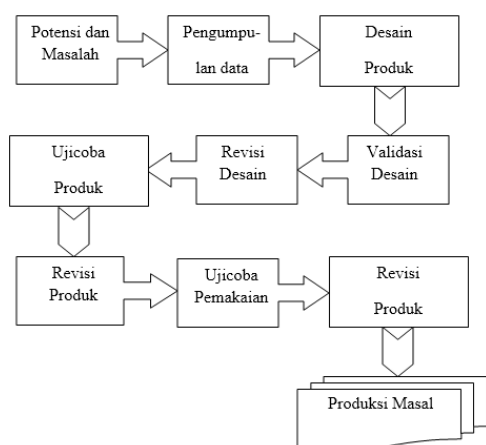 Potensi dan
Masalah
Pengumpu-
lan data
Desain
Produk
Validasi
Desain
Revisi
Desain
Ujicoba
Produk
Revisi
Produk
Ujicoba
Pemakaian
Revisi
Produk
Produksi Masal